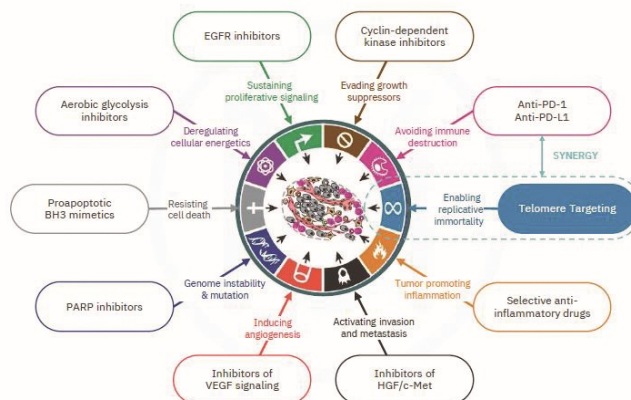 EGFR inhibitors
Cyclin-dependent
kinase inhibitors
Sustaining
proliferative signaling
Evading growth
suppressors
Aerobic glycolysis
inhibitors
Deregulating
cellular energetics
Avoiding immune
destruction
Anti-PD-1
Anti-PD-L1
SYNERGY
Proapoptotic
BH3 mimetics
Resisting
cell death
Enabling
replicative
immortality
Telomere Targeting
PARP inhibitors
Genome instability
& mutation
Tumor promoting
inflammation
Selective anti-
inflammatory drugs
Inducing
angiogenesis
Activating invasion
and metastasis
Inhibitors of
VEGF signaling
Inhibitors of
HGF/c-Met